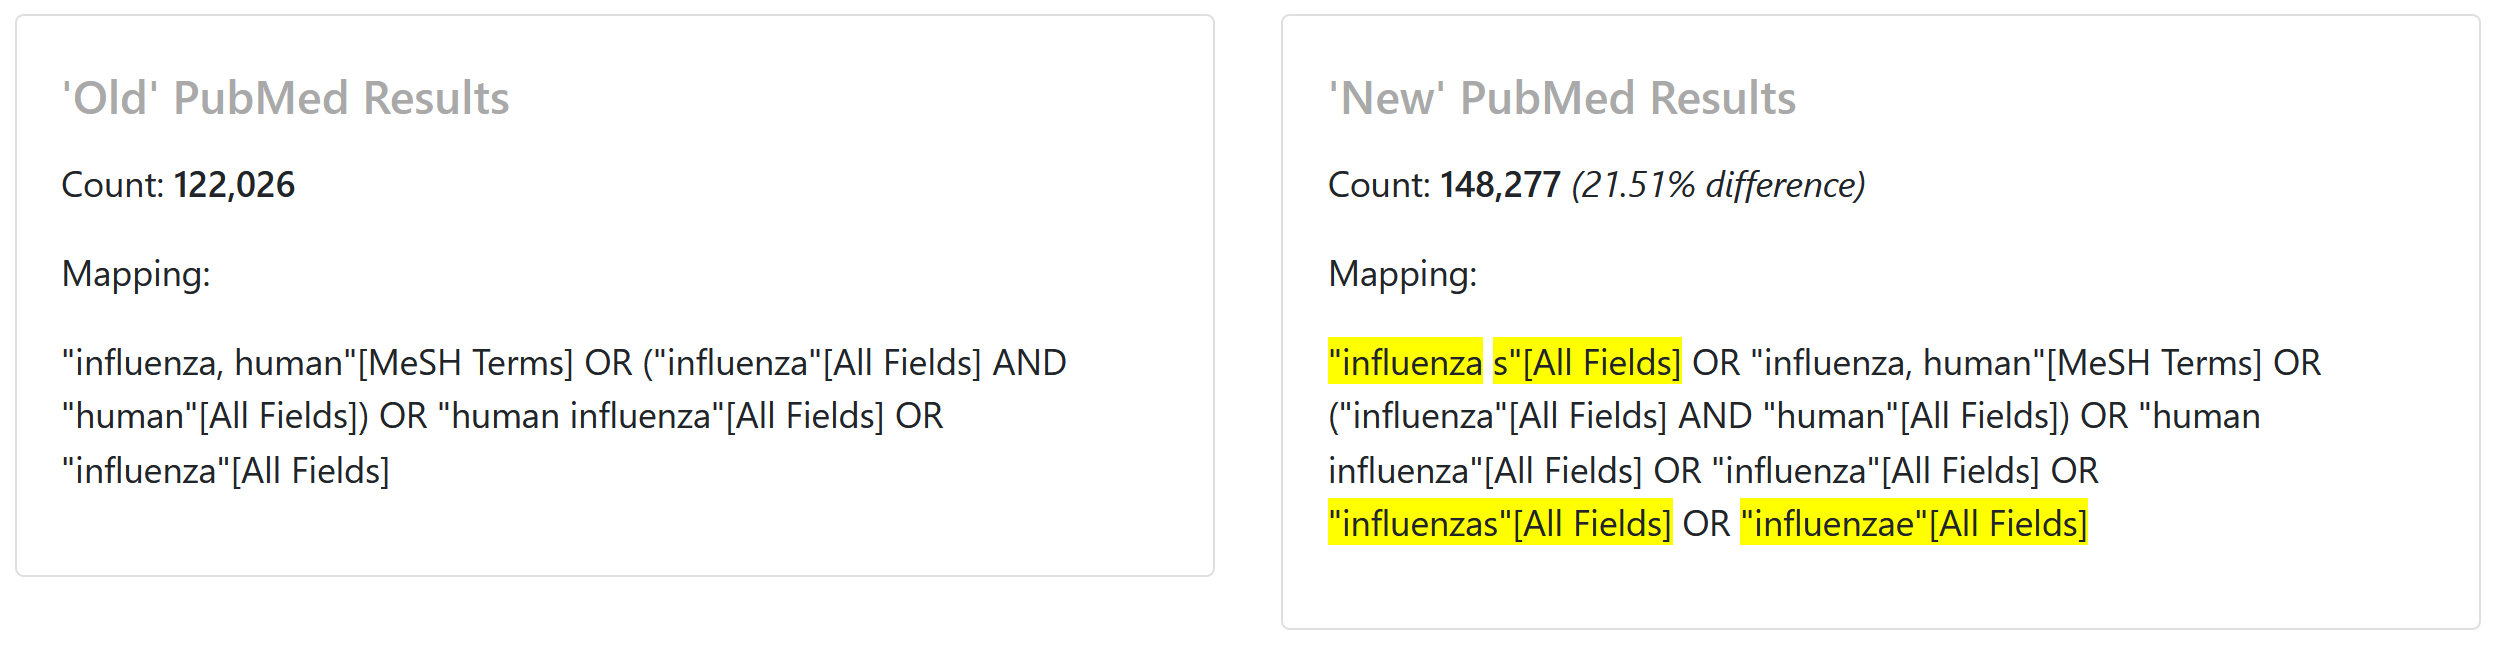 'Old' PubMed Results
Count: 122,026
Mapping:
"influenza, human"[MeSH Terms] OR ("influenza"[All Fields] AND
"human"[All Fields]) OR "human influenza"[All Fields] OR
"influenza"[All Fields]
'New' PubMed Results
Count: 148,277 (21.51% difference)
Mapping:
"influenza s"[All Fields] OR "influenza, human"[MeSH Terms] OR
("influenza"[All Fields] AND "human"[All Fields]) OR "human
influenza"[All Fields] OR "influenza"[All Fields] OR
"influenzas"[All Fields] OR "influenzae"[All Fields]